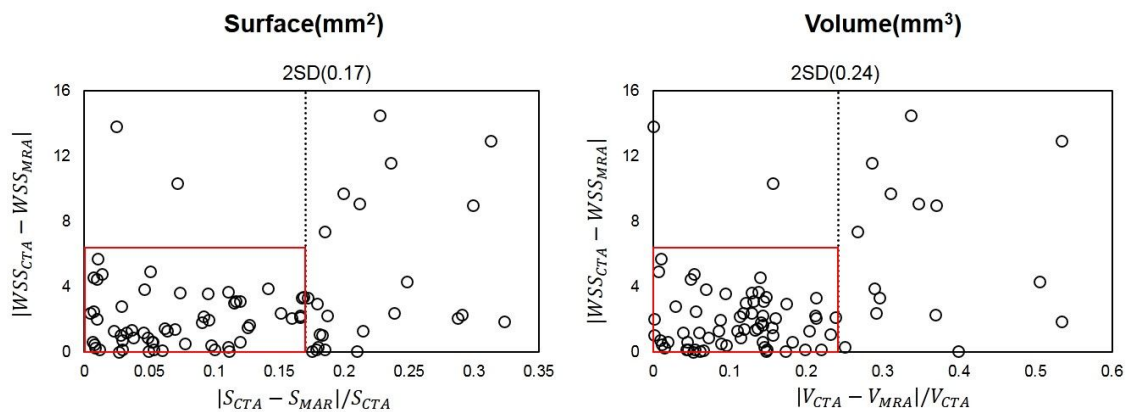 Surface(mm²)
2SD(0.17)
|WSS_CTA − WSS_MRA|
16
12
8
4
0
0 0.05 0.1 0.15 0.2 0.25 0.3 0.35
|S_CTA − S_MAR|/S_CTA
Volume(mm³)
2SD(0.24)
|WSS_CTA − WSS_MRA|
16
12
8
4
0
0 0.1 0.2 0.3 0.4 0.5 0.6
|V_CTA − V_MRA|/V_CTA